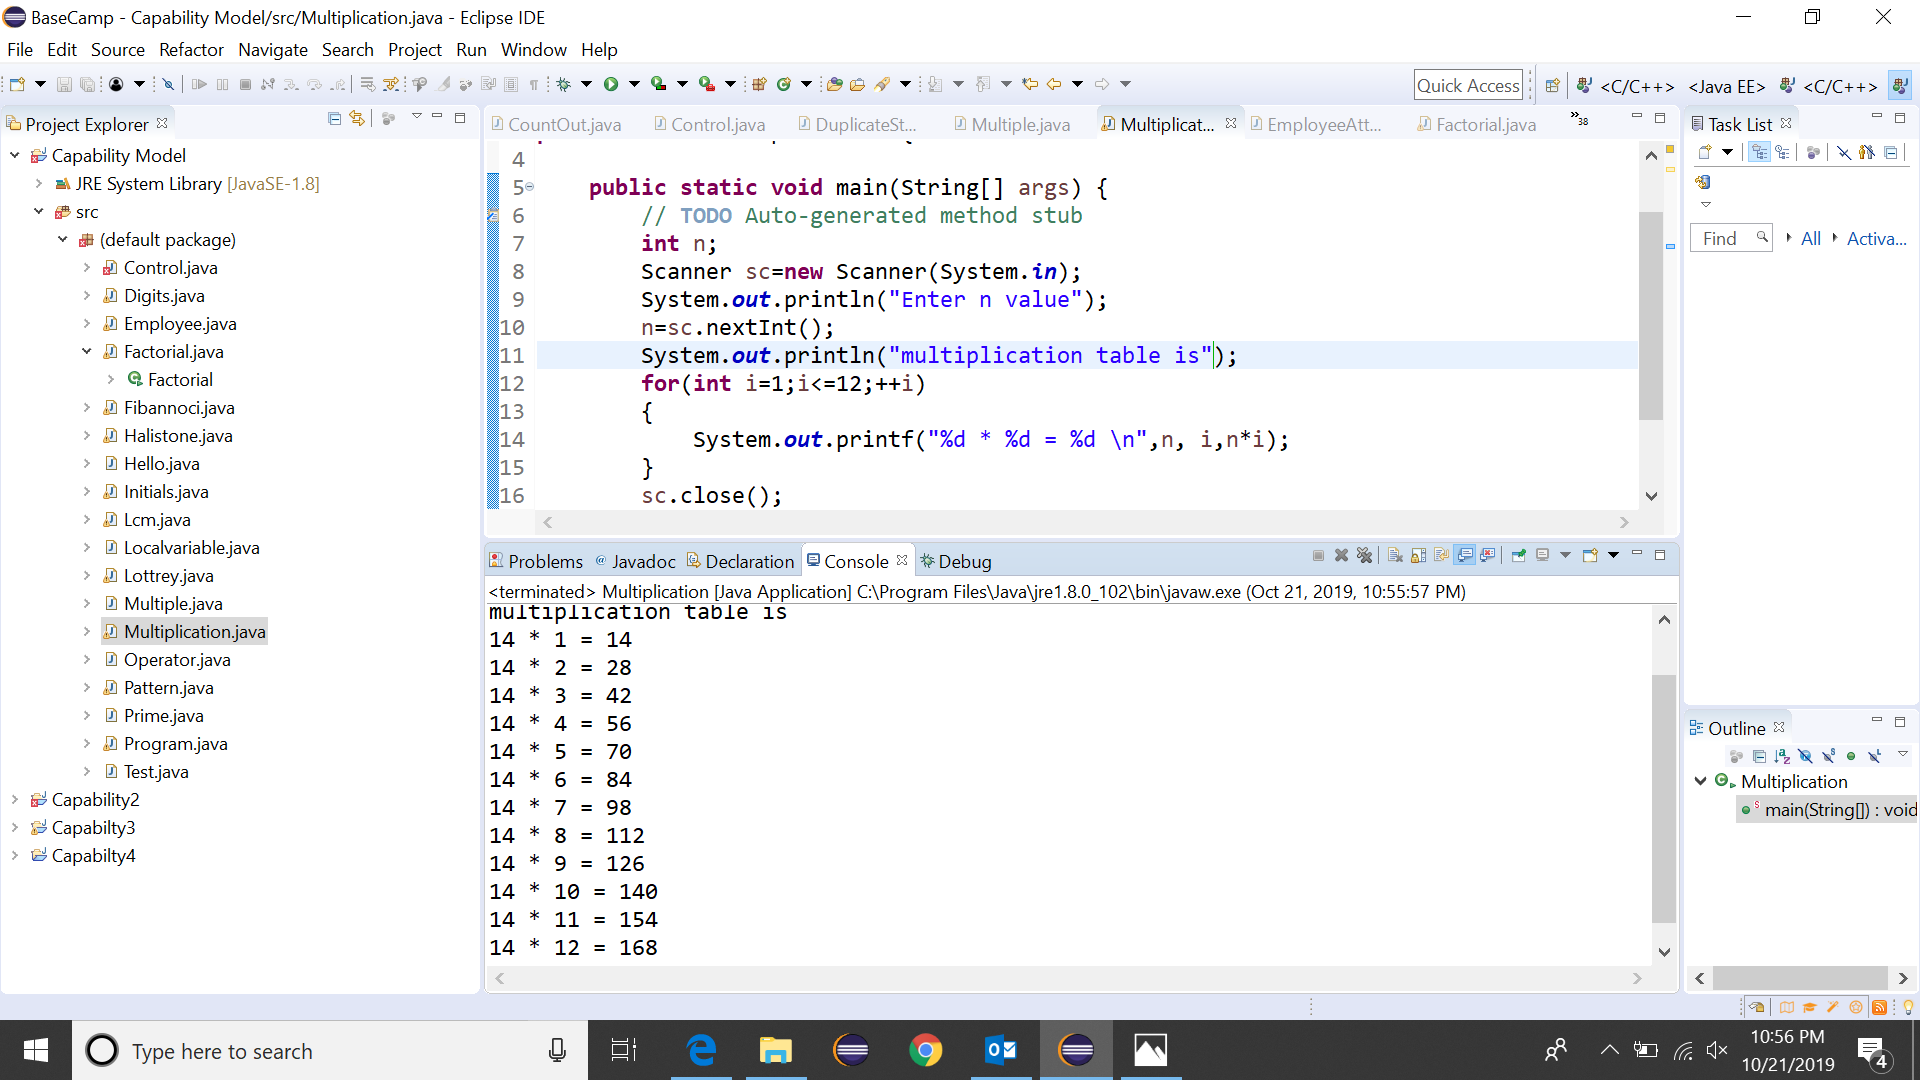 BaseCamp - Capability Model/src/Multiplication.java - Eclipse IDE
File Edit Source Refactor Navigate Search Project Run Window Help
Quick Access
<C/C++> <Java EE> <C/C++>
Project Explorer
Capability Model
JRE System Library [JavaSE-1.8]
src
(default package)
Control.java
Digits.java
Employee.java
Factorial.java
Factorial
Fibannoci.java
Halistone.java
Hello.java
Initials.java
Lcm.java
Localvariable.java
Lottrey.java
Multiple.java
Multiplication.java
Operator.java
Pattern.java
Prime.java
Program.java
Test.java
Capability2
Capabilty3
Capabilty4
CountOut.java Control.java DuplicateSt... Multiple.java Multiplicat... EmployeeAtt... Factorial.java »38
4
5 public static void main(String[] args) {
6 // TODO Auto-generated method stub
7 int n;
8 Scanner sc=new Scanner(System.in);
9 System.out.println("Enter n value");
10 n=sc.nextInt();
11 System.out.println("multiplication table is");
12 for(int i=1;i<=12;++i)
13 {
14 System.out.printf("%d * %d = %d \n",n, i,n*i);
15 }
16 sc.close();
Problems Javadoc Declaration Console Debug
<terminated> Multiplication [Java Application] C:\Program Files\Java\jre1.8.0_102\bin\javaw.exe (Oct 21, 2019, 10:55:57 PM)
multiplication table is
14 * 1 = 14
14 * 2 = 28
14 * 3 = 42
14 * 4 = 56
14 * 5 = 70
14 * 6 = 84
14 * 7 = 98
14 * 8 = 112
14 * 9 = 126
14 * 10 = 140
14 * 11 = 154
14 * 12 = 168
Task List
Find All Activa...
Outline
Multiplication
main(String[]) : void
Type here to search
10:56 PM
10/21/2019
4